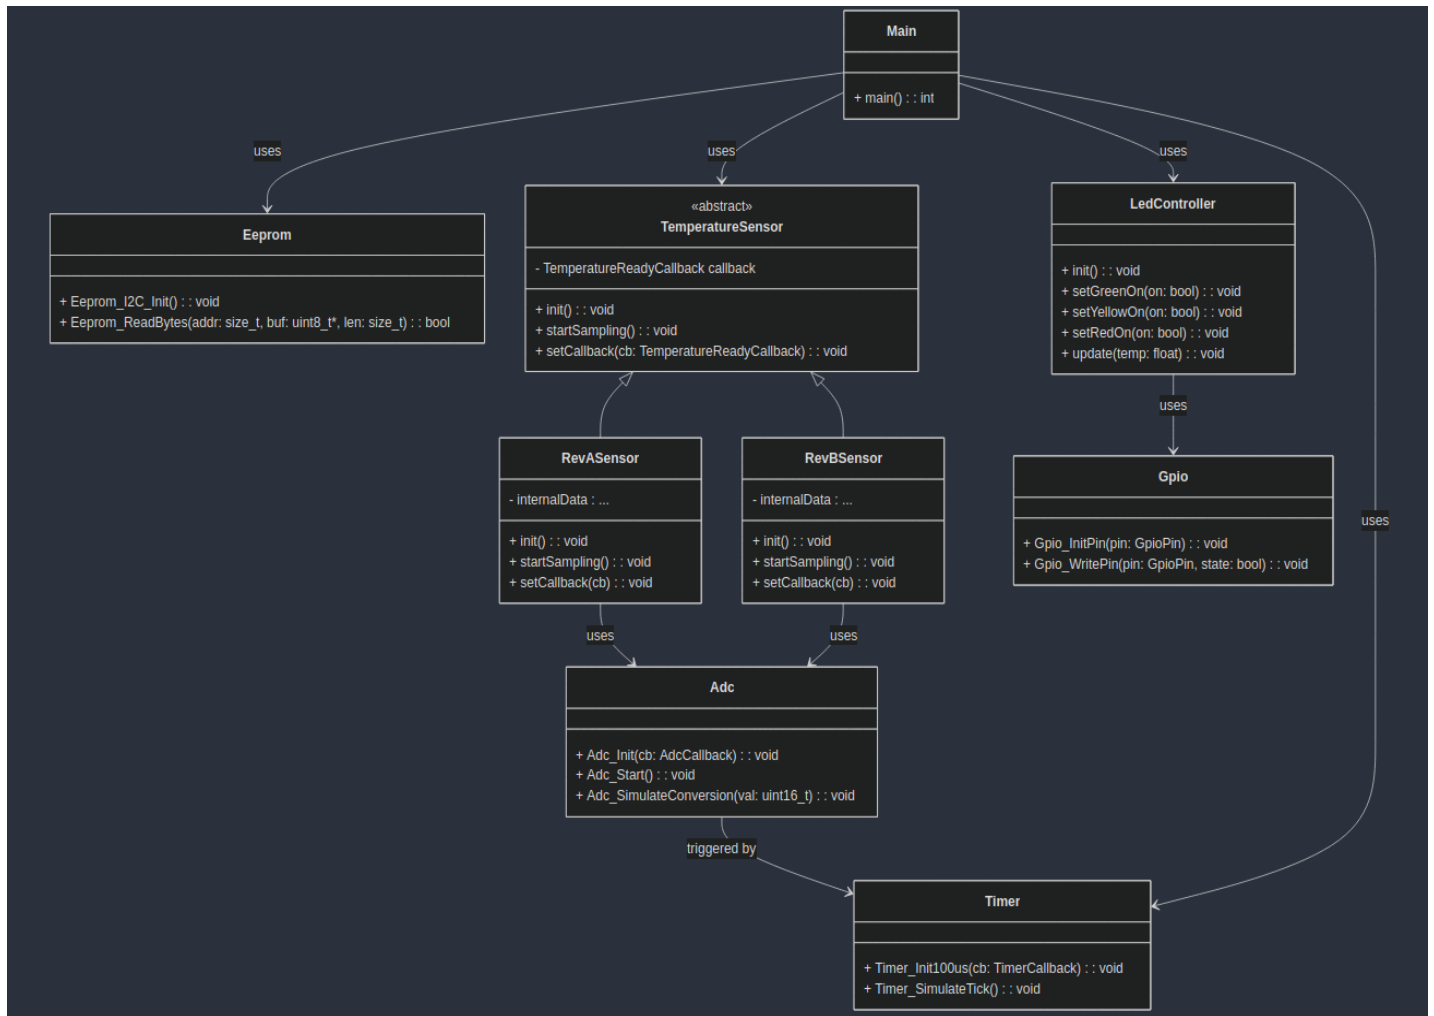 Main
+ main() : : int
uses
uses
uses
Eeprom
+ Eeprom_I2C_Init() : : void
+ Eeprom_ReadBytes(addr: size_t, buf: uint8_t*, len: size_t) : : bool
«abstract»
TemperatureSensor
- TemperatureReadyCallback callback
+ init() : : void
+ startSampling() : : void
+ setCallback(cb: TemperatureReadyCallback) : : void
LedController
+ init() : : void
+ setGreenOn(on: bool) : : void
+ setYellowOn(on: bool) : : void
+ setRedOn(on: bool) : : void
+ update(temp: float) : : void
uses
RevASensor
- internalData : ...
+ init() : : void
+ startSampling() : : void
+ setCallback(cb) : : void
RevBSensor
- internalData : ...
+ init() : : void
+ startSampling() : : void
+ setCallback(cb) : : void
Gpio
+ Gpio_InitPin(pin: GpioPin) : : void
+ Gpio_WritePin(pin: GpioPin, state: bool) : : void
uses
uses
uses
Adc
+ Adc_Init(cb: AdcCallback) : : void
+ Adc_Start() : : void
+ Adc_SimulateConversion(val: uint16_t) : : void
triggered by
Timer
+ Timer_Init100us(cb: TimerCallback) : : void
+ Timer_SimulateTick() : : void